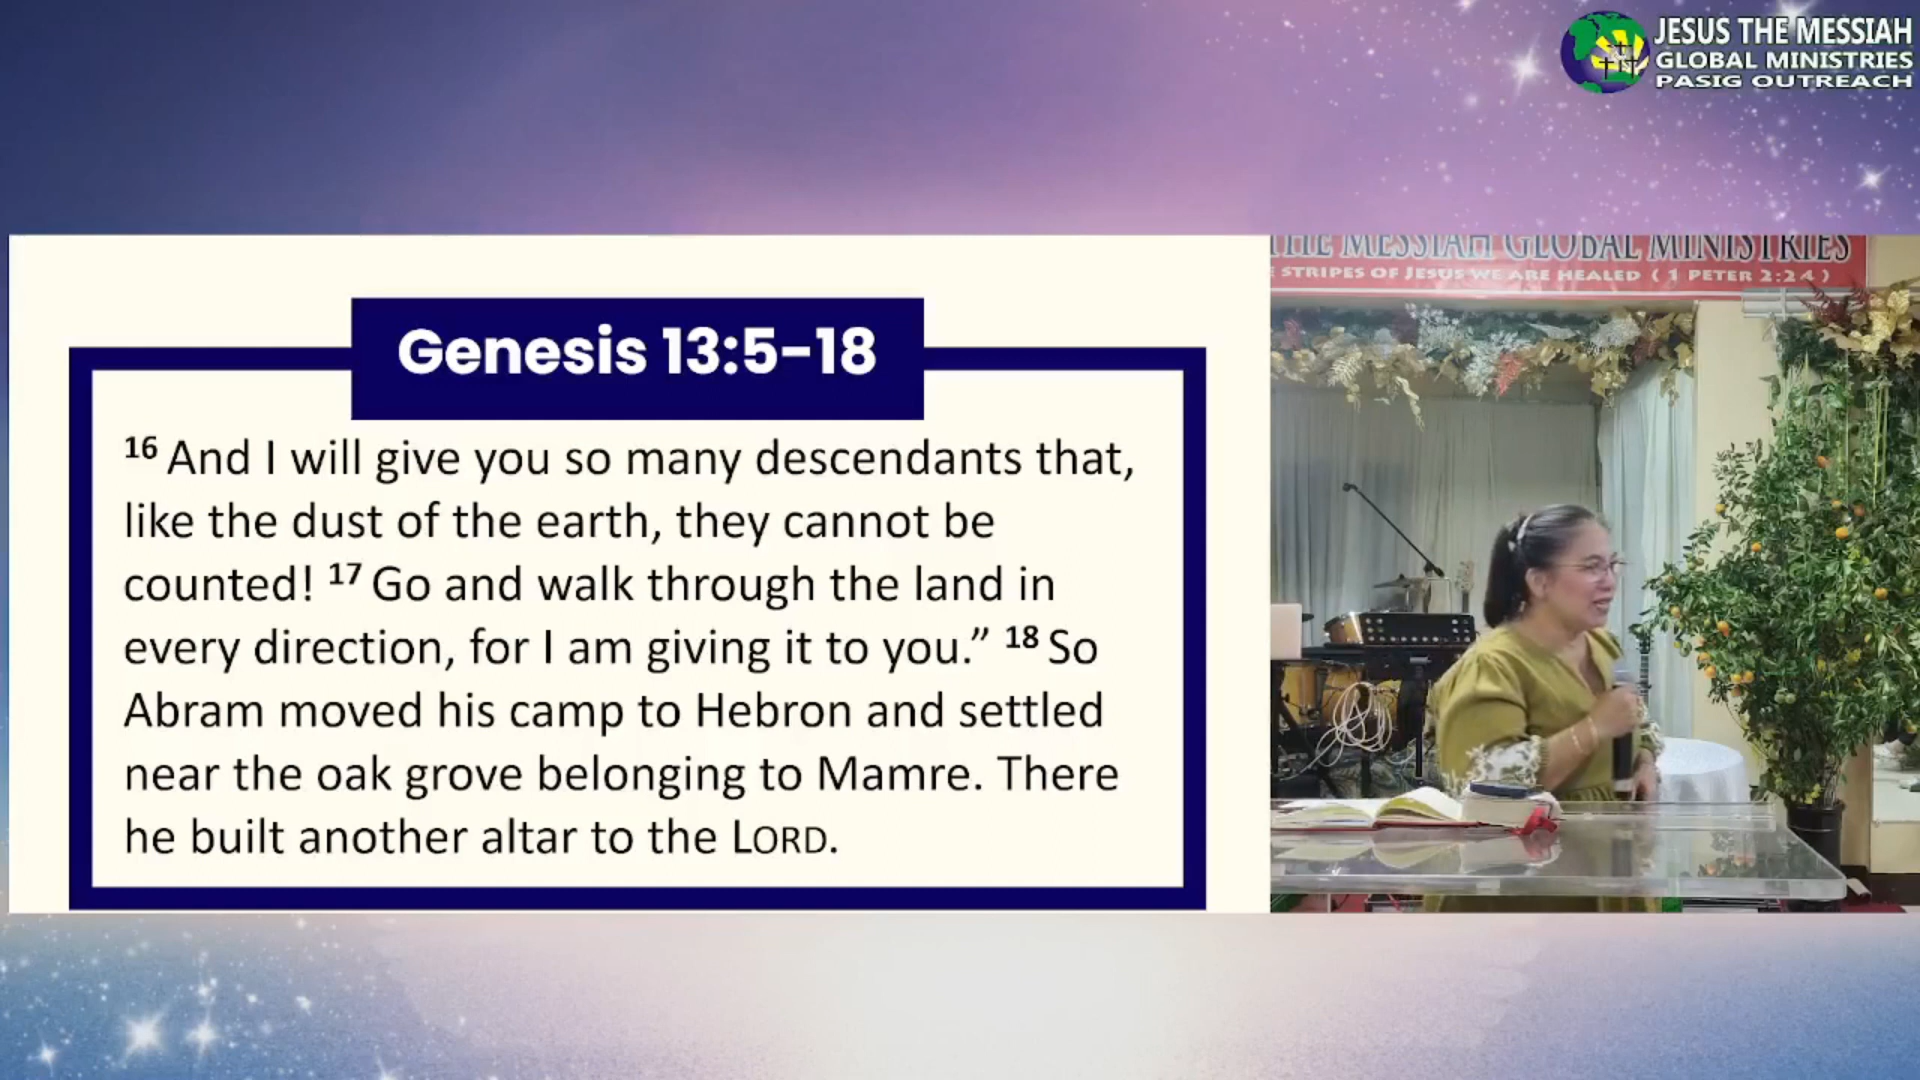 JESUS THE MESSIAH
GLOBAL MINISTRIES
PASIG OUTREACH
THE MESSIAH GLOBAL MINISTRIES
STRIPES OF JESUS WE ARE HEALED ( 1 PETER 2:24 )
Genesis 13:5-18
16 And I will give you so many descendants that,
like the dust of the earth, they cannot be
counted! 17 Go and walk through the land in
every direction, for I am giving it to you.” 18 So
Abram moved his camp to Hebron and settled
near the oak grove belonging to Mamre. There
he built another altar to the LORD.